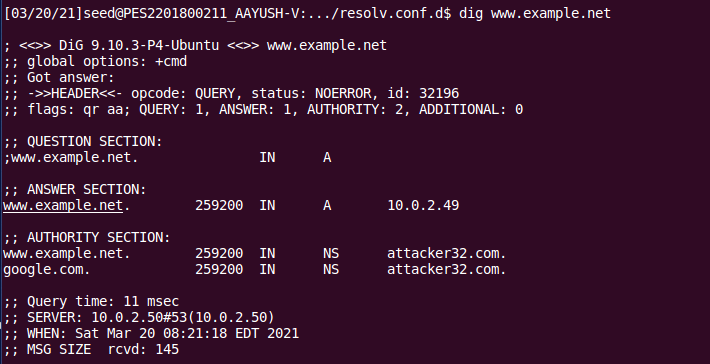 [03/20/21]seed@PES2201800211_AAYUSH-V:.../resolv.conf.d$ dig www.example.net
; <<>> DiG 9.10.3-P4-Ubuntu <<>> www.example.net
;; global options: +cmd
;; Got answer:
;; ->>HEADER<<- opcode: QUERY, status: NOERROR, id: 32196
;; flags: qr aa; QUERY: 1, ANSWER: 1, AUTHORITY: 2, ADDITIONAL: 0
;; QUESTION SECTION:
;www.example.net. IN A
;; ANSWER SECTION:
www.example.net. 259200 IN A 10.0.2.49
;; AUTHORITY SECTION:
www.example.net. 259200 IN NS attacker32.com.
google.com. 259200 IN NS attacker32.com.
;; Query time: 11 msec
;; SERVER: 10.0.2.50#53(10.0.2.50)
;; WHEN: Sat Mar 20 08:21:18 EDT 2021
;; MSG SIZE rcvd: 145